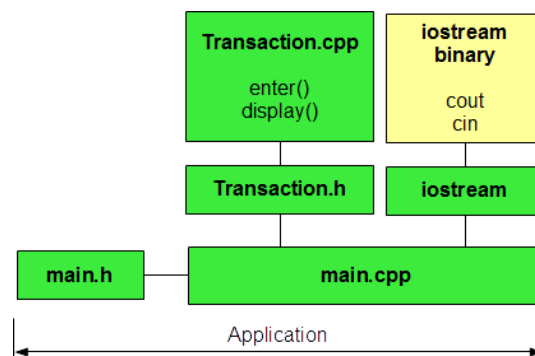 Transaction.cpp
enter()
display()
iostream
binary
cout
cin
Transaction.h
iostream
main.h
main.cpp
Application